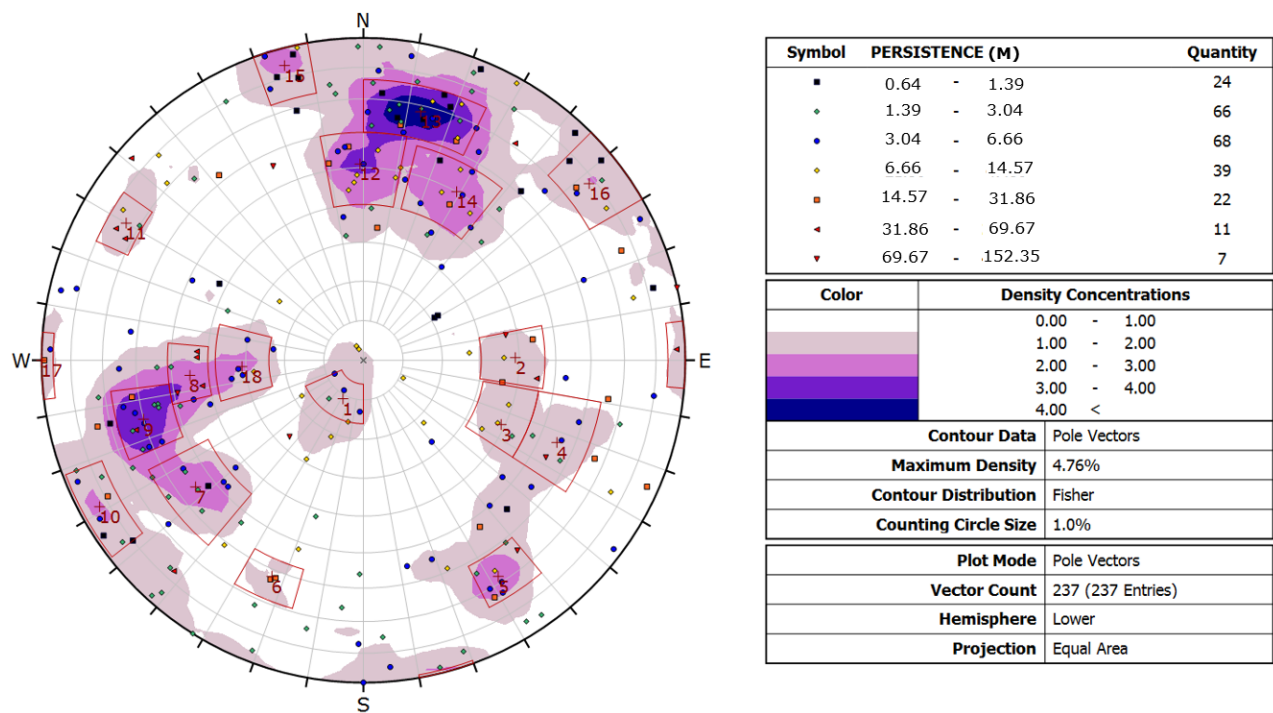 N
15
13
12
14
16
11
W
E
17
8
18
2
1
3
9
4
7
10
6
5
S
Symbol PERSISTENCE (M) Quantity
0.64 - 1.39 24
1.39 - 3.04 66
3.04 - 6.66 68
6.66 - 14.57 39
14.57 - 31.86 22
31.86 - 69.67 11
69.67 - 152.35 7
Color Density Concentrations
0.00 - 1.00
1.00 - 2.00
2.00 - 3.00
3.00 - 4.00
4.00 <
Contour Data Pole Vectors
Maximum Density 4.76%
Contour Distribution Fisher
Counting Circle Size 1.0%
Plot Mode Pole Vectors
Vector Count 237 (237 Entries)
Hemisphere Lower
Projection Equal Area